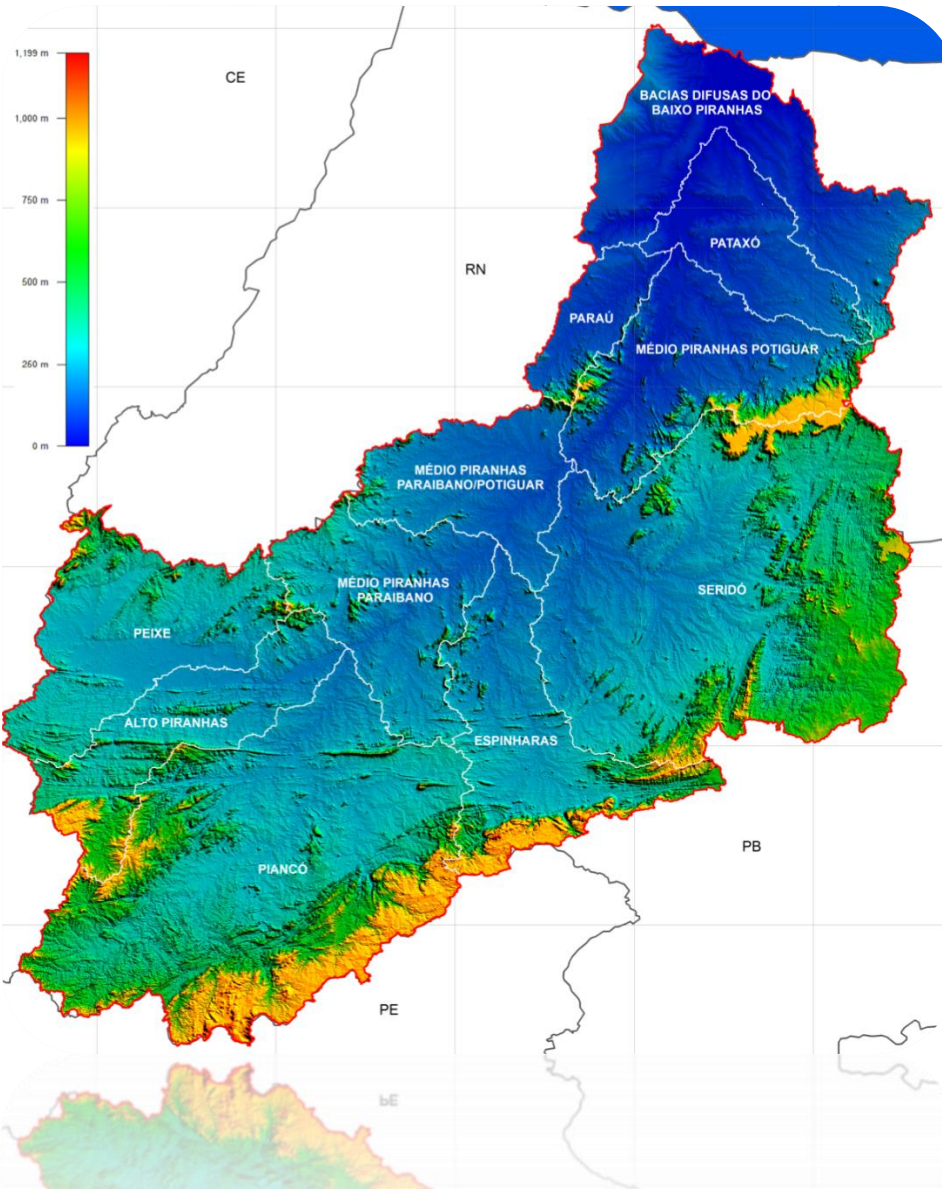 1,199 m
1,000 m
750 m
500 m
250 m
0 m
CE
RN
BACIAS DIFUSAS DO
BAIXO PIRANHAS
PATAXÓ
PARAÚ
MÉDIO PIRANHAS POTIGUAR
MÉDIO PIRANHAS
PARAIBANO/POTIGUAR
MÉDIO PIRANHAS
PARAIBANO
SERIDÓ
PEIXE
ALTO PIRANHAS
ESPINHARAS
PIANCÓ
PB
PE